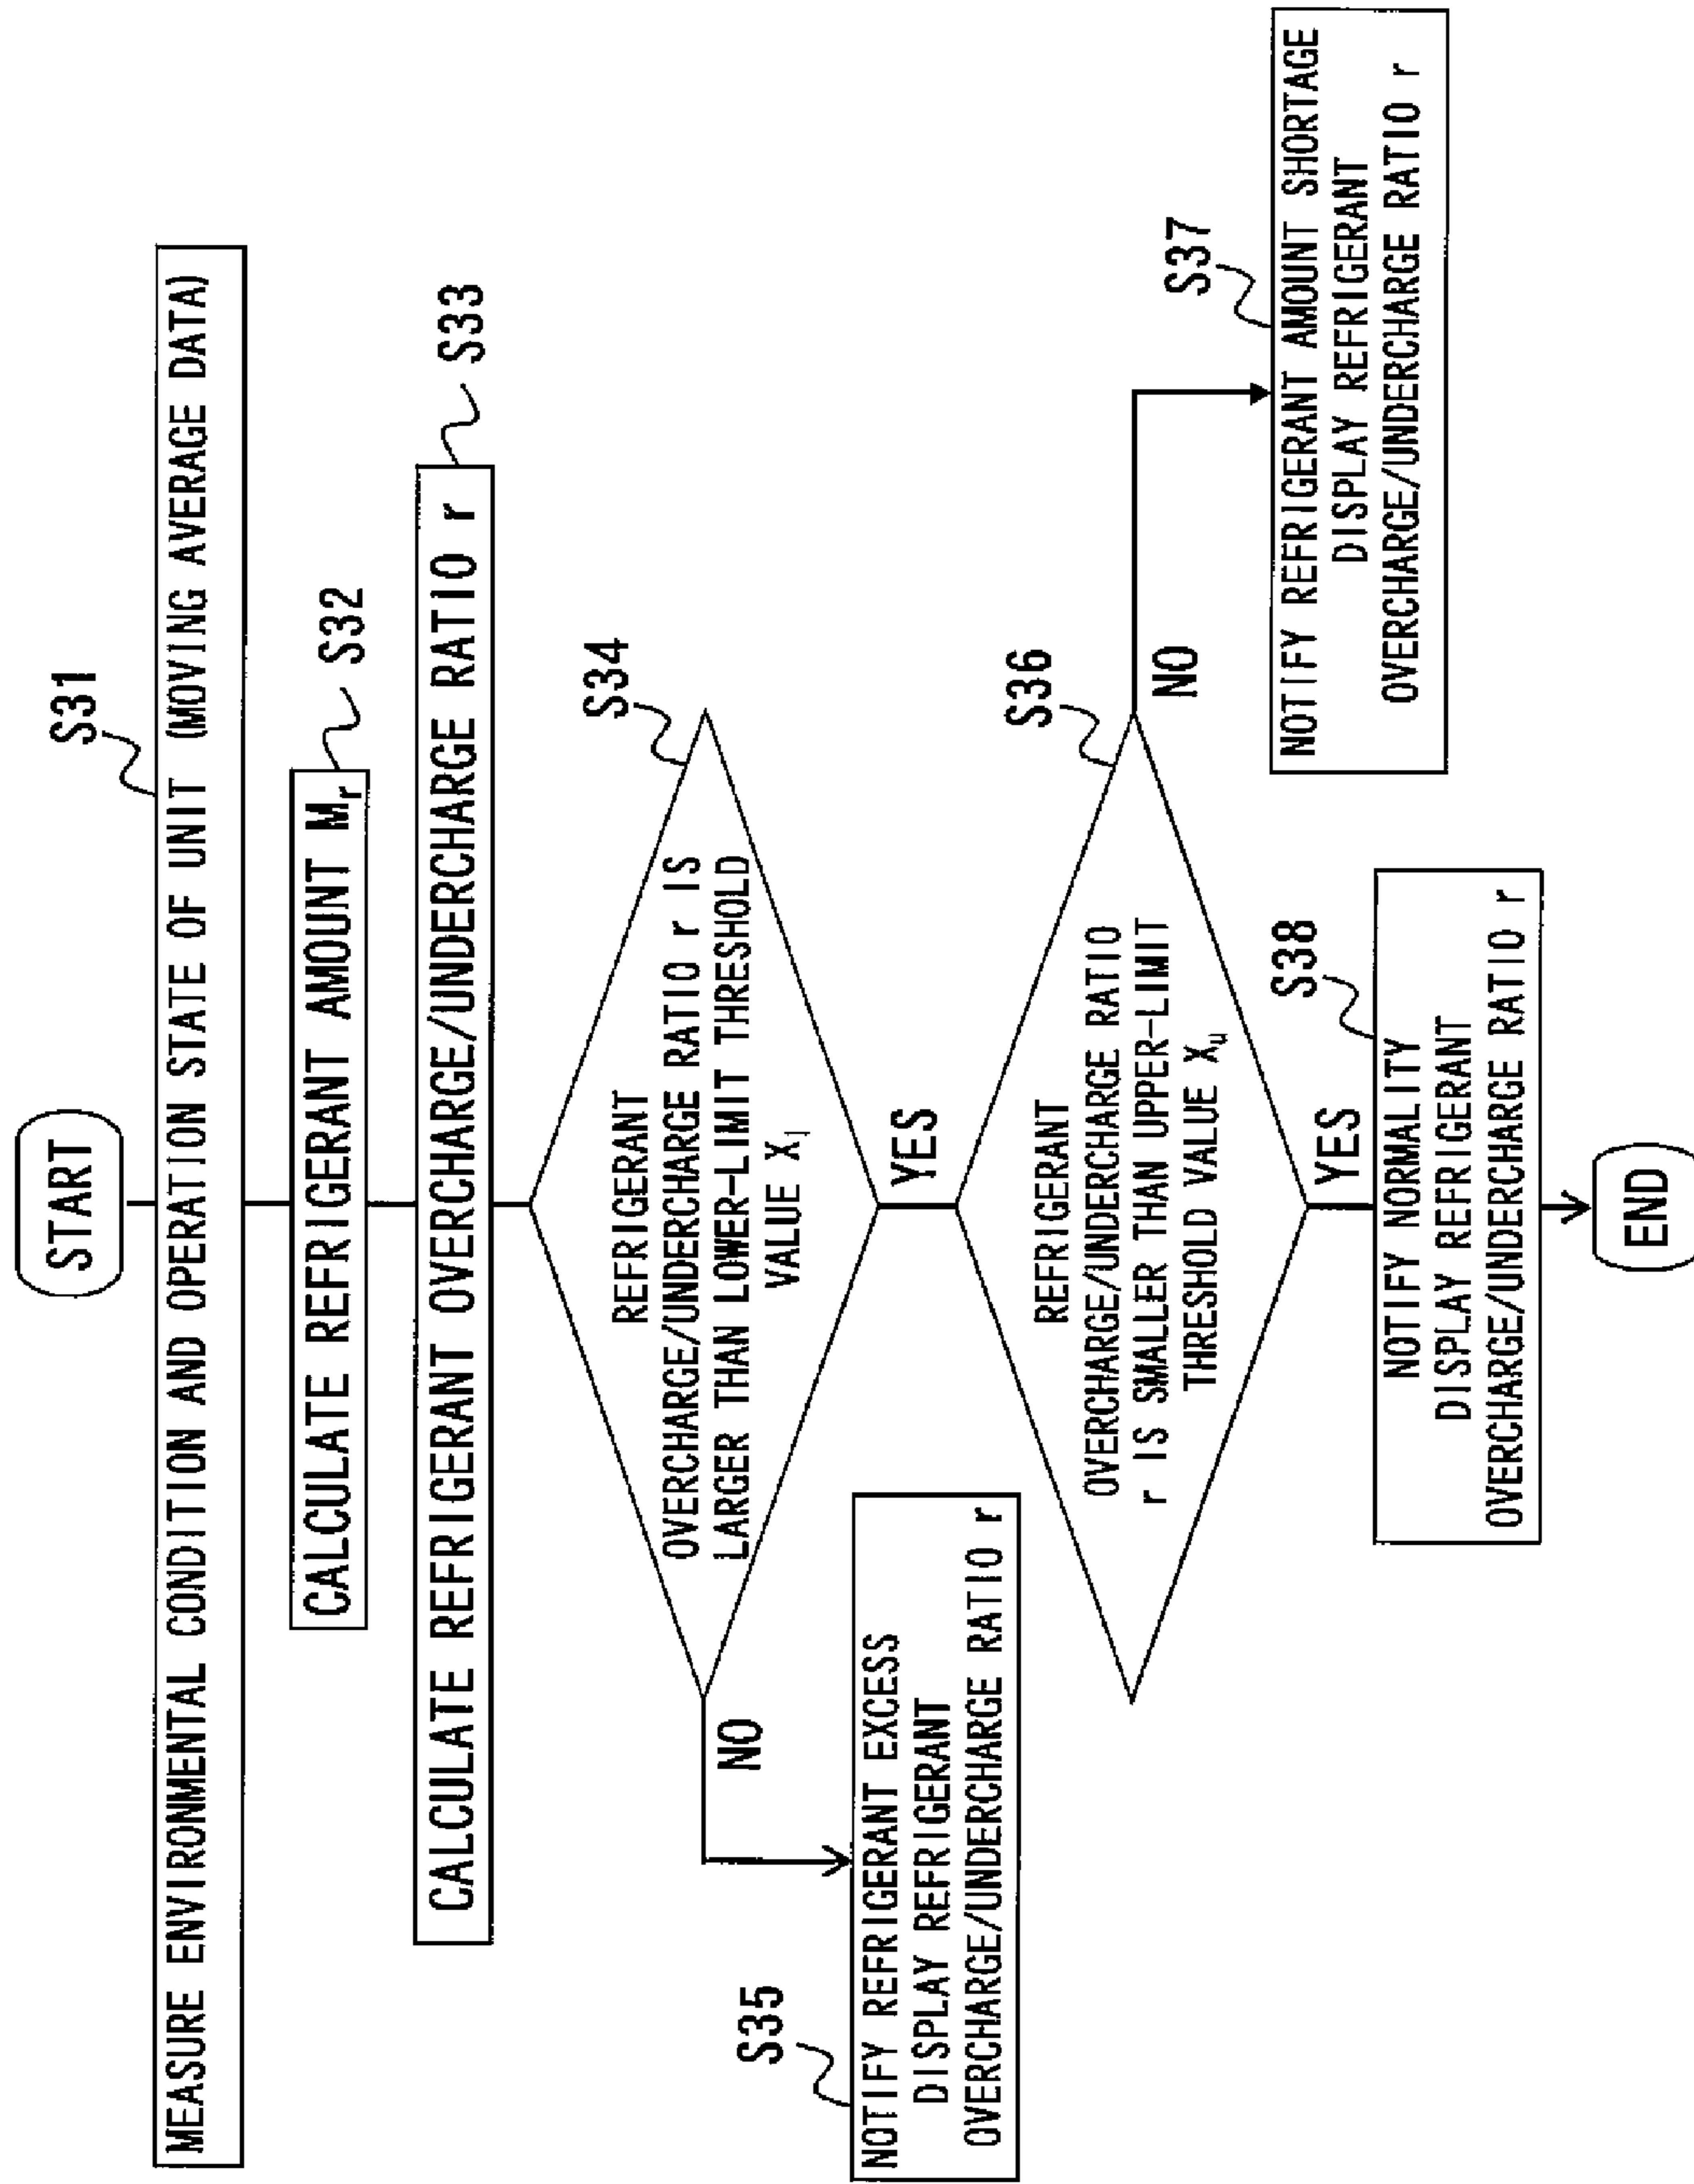 START
S31
MEASURE ENVIRONMENTAL CONDITION AND OPERATION STATE OF UNIT (MOVING AVERAGE DATA)
CALCULATE REFRIGERANT AMOUNT Mr
S32
CALCULATE REFRIGERANT OVERCHARGE/UNDERCHARGE RATIO r
S33
S34
REFRIGERANT
OVERCHARGE/UNDERCHARGE RATIO r IS
LARGER THAN LOWER-LIMIT THRESHOLD
VALUE Xl
NO
YES
S35
NOTIFY REFRIGERANT EXCESS
DISPLAY REFRIGERANT
OVERCHARGE/UNDERCHARGE RATIO r
S36
REFRIGERANT
OVERCHARGE/UNDERCHARGE RATIO
r IS SMALLER THAN UPPER-LIMIT
THRESHOLD VALUE Xu
NO
YES
S37
NOTIFY REFRIGERANT AMOUNT SHORTAGE
DISPLAY REFRIGERANT
OVERCHARGE/UNDERCHARGE RATIO r
S38
NOTIFY NORMALITY
DISPLAY REFRIGERANT
OVERCHARGE/UNDERCHARGE RATIO r
END